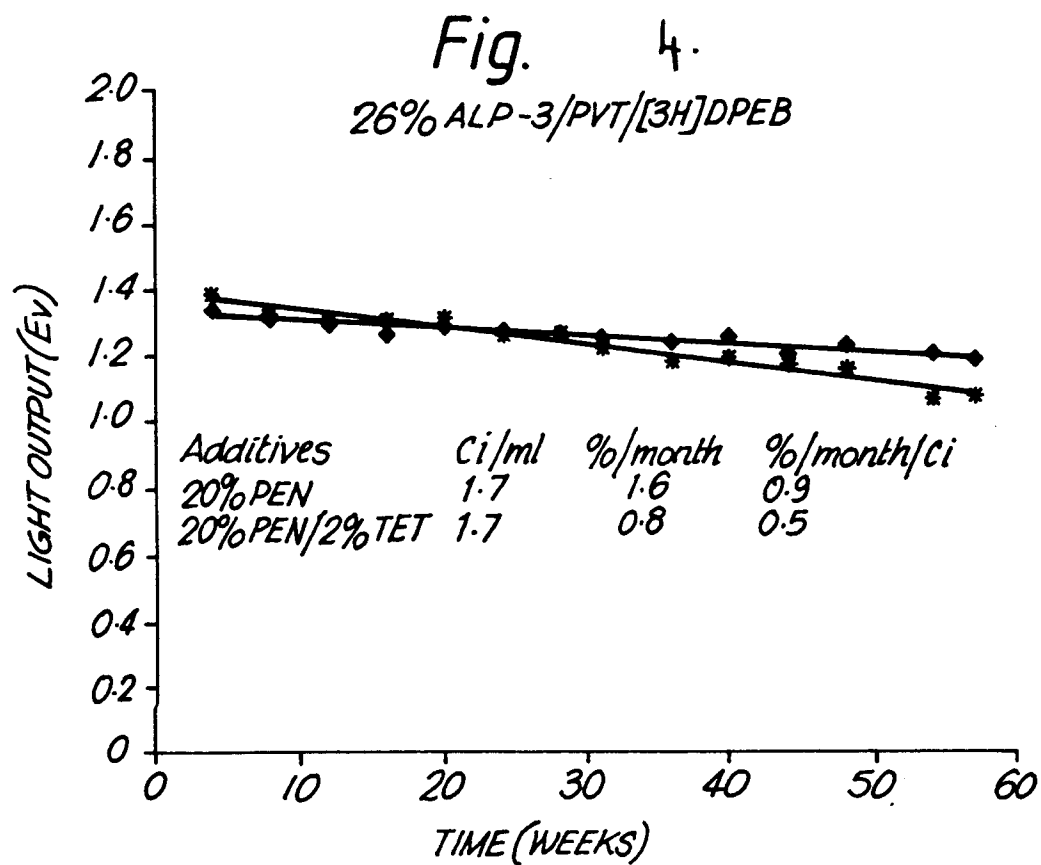 Fig. 4.
26% ALP-3/PVT/[3H]DPEB
LIGHT OUTPUT (Ev)
2.0
1.8
1.6
1.4
1.2
1.0
0.8
0.6
0.4
0.2
0
Additives Ci/ml %/month %/month/Ci
20% PEN 1.7 1.6 0.9
20% PEN/2% TET 1.7 0.8 0.5
0 10 20 30 40 50 60
TIME (WEEKS)